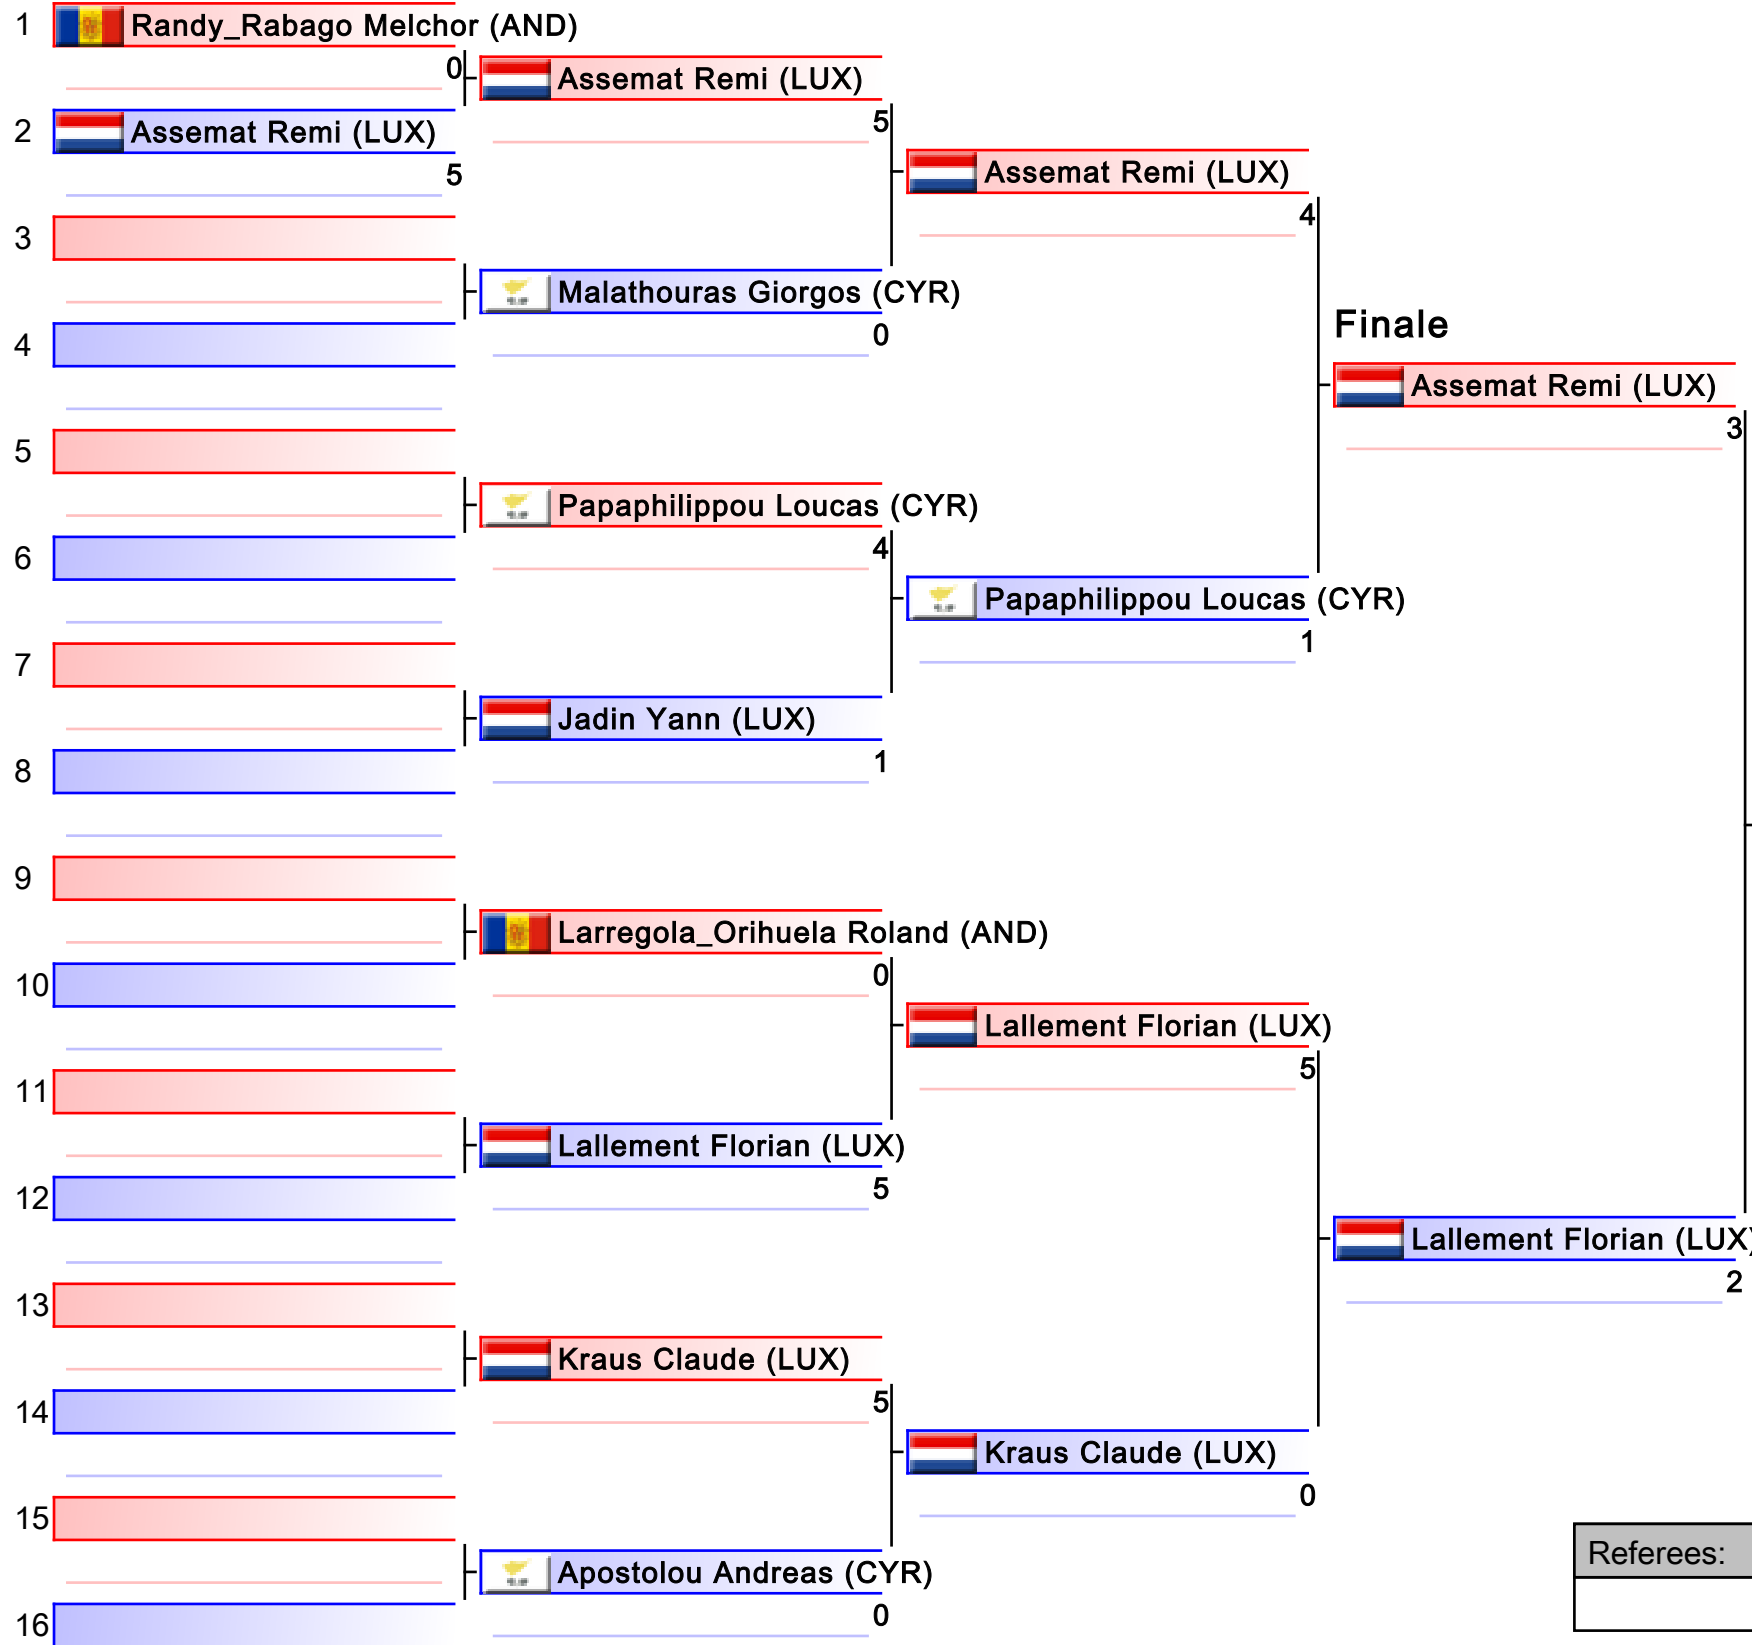 1 Randy_Rabago Melchor (AND)
0
Assemat Remi (LUX)
2 Assemat Remi (LUX)
5
5
Assemat Remi (LUX)
4
3
Malathouras Giorgos (CYR)
0
4
Finale
Assemat Remi (LUX)
3
5
Papaphilippou Loucas (CYR)
4
6
Papaphilippou Loucas (CYR)
1
7
Jadin Yann (LUX)
1
8
9
Larregola_Orihuela Roland (AND)
0
10
Lallement Florian (LUX)
5
11
Lallement Florian (LUX)
5
12
Lallement Florian (LUX)
2
13
Kraus Claude (LUX)
5
14
Kraus Claude (LUX)
0
15
Apostolou Andreas (CYR)
0
16
Referees: